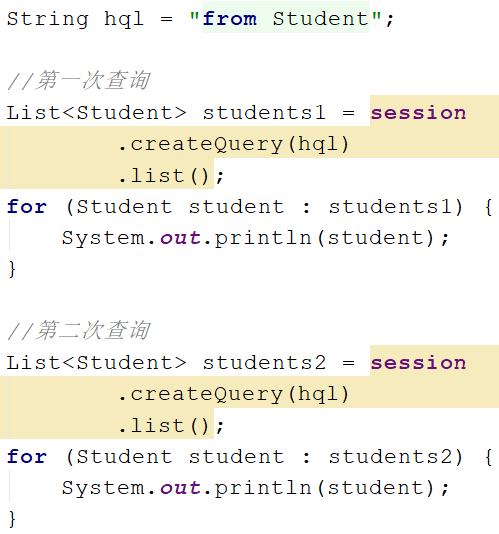 String hql = "from Student";
//第一次查询
List<Student> students1 = session
.createQuery(hql)
.list();
for (Student student : students1) {
System.out.println(student);
}
//第二次查询
List<Student> students2 = session
.createQuery(hql)
.list();
for (Student student : students2) {
System.out.println(student);
}